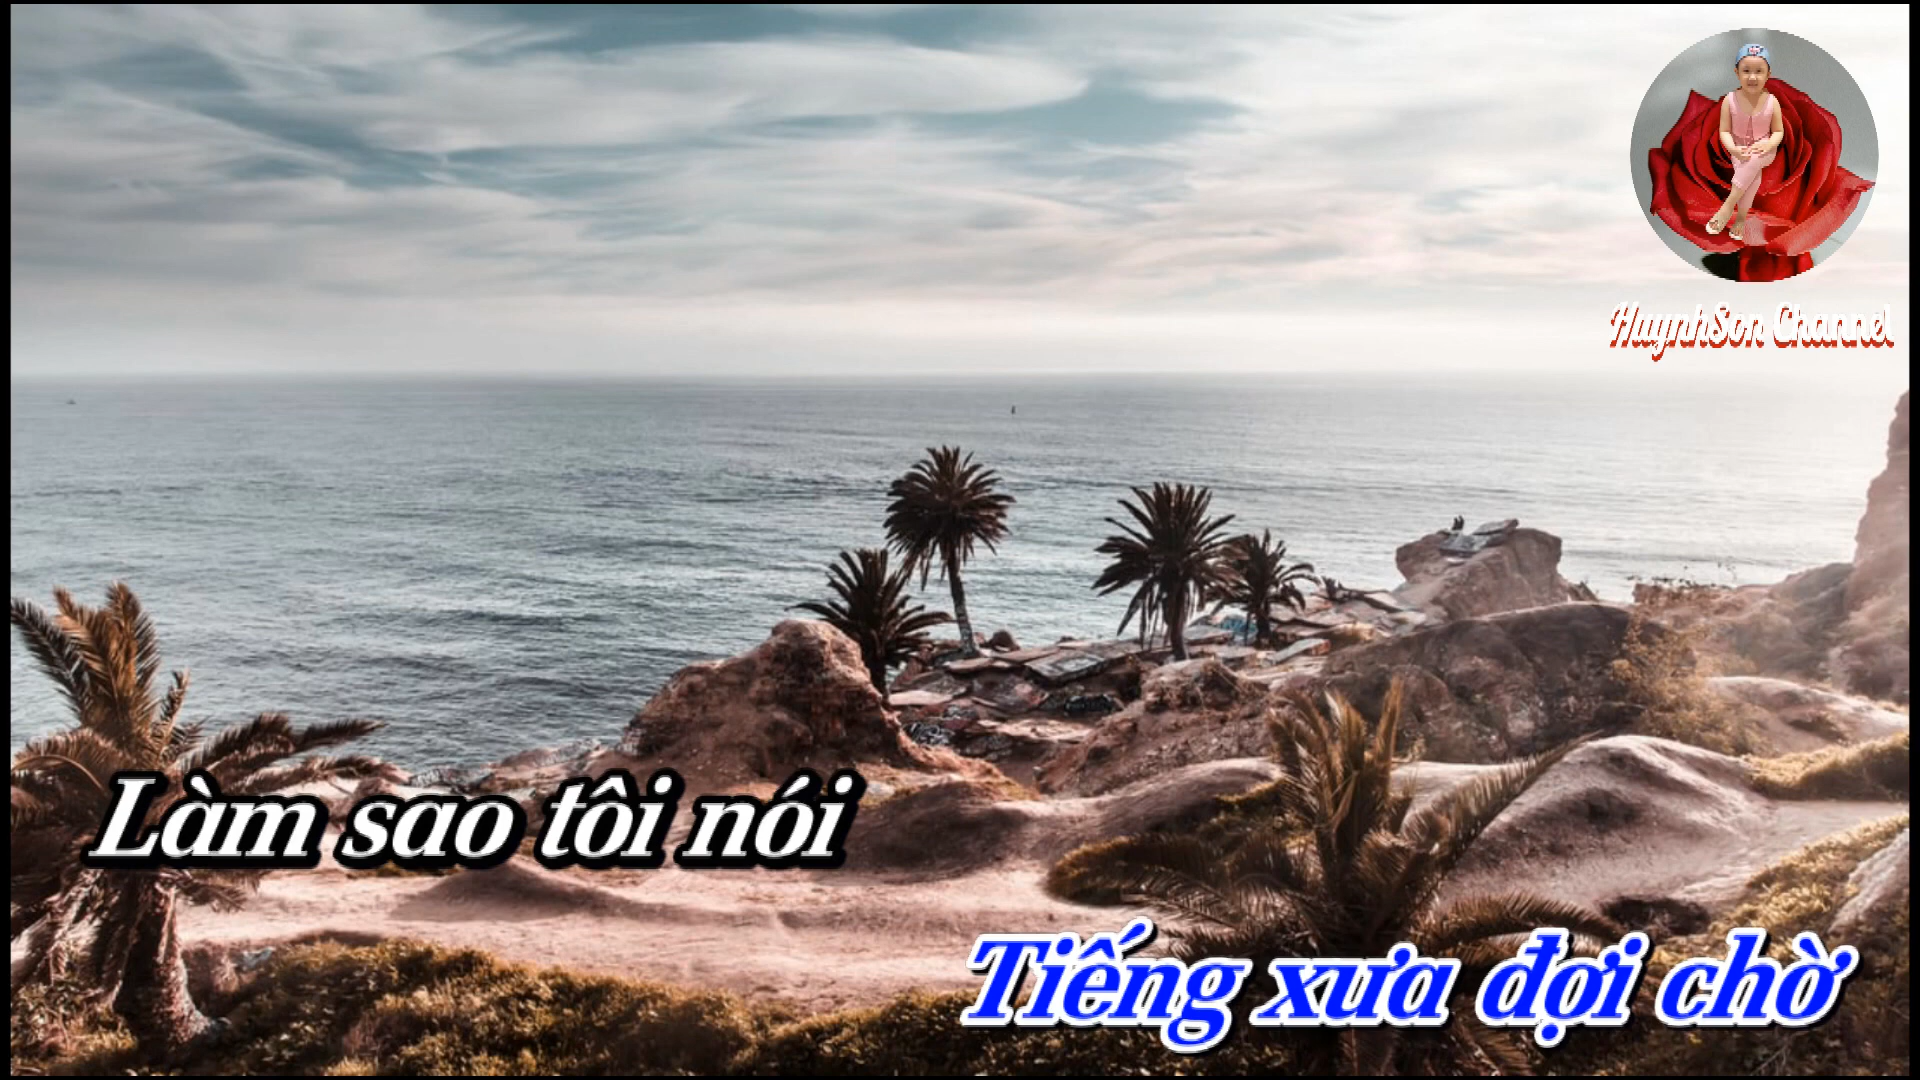 HuynhSon Channel
Làm sao tôi nói
Tiếng xưa đợi chờ